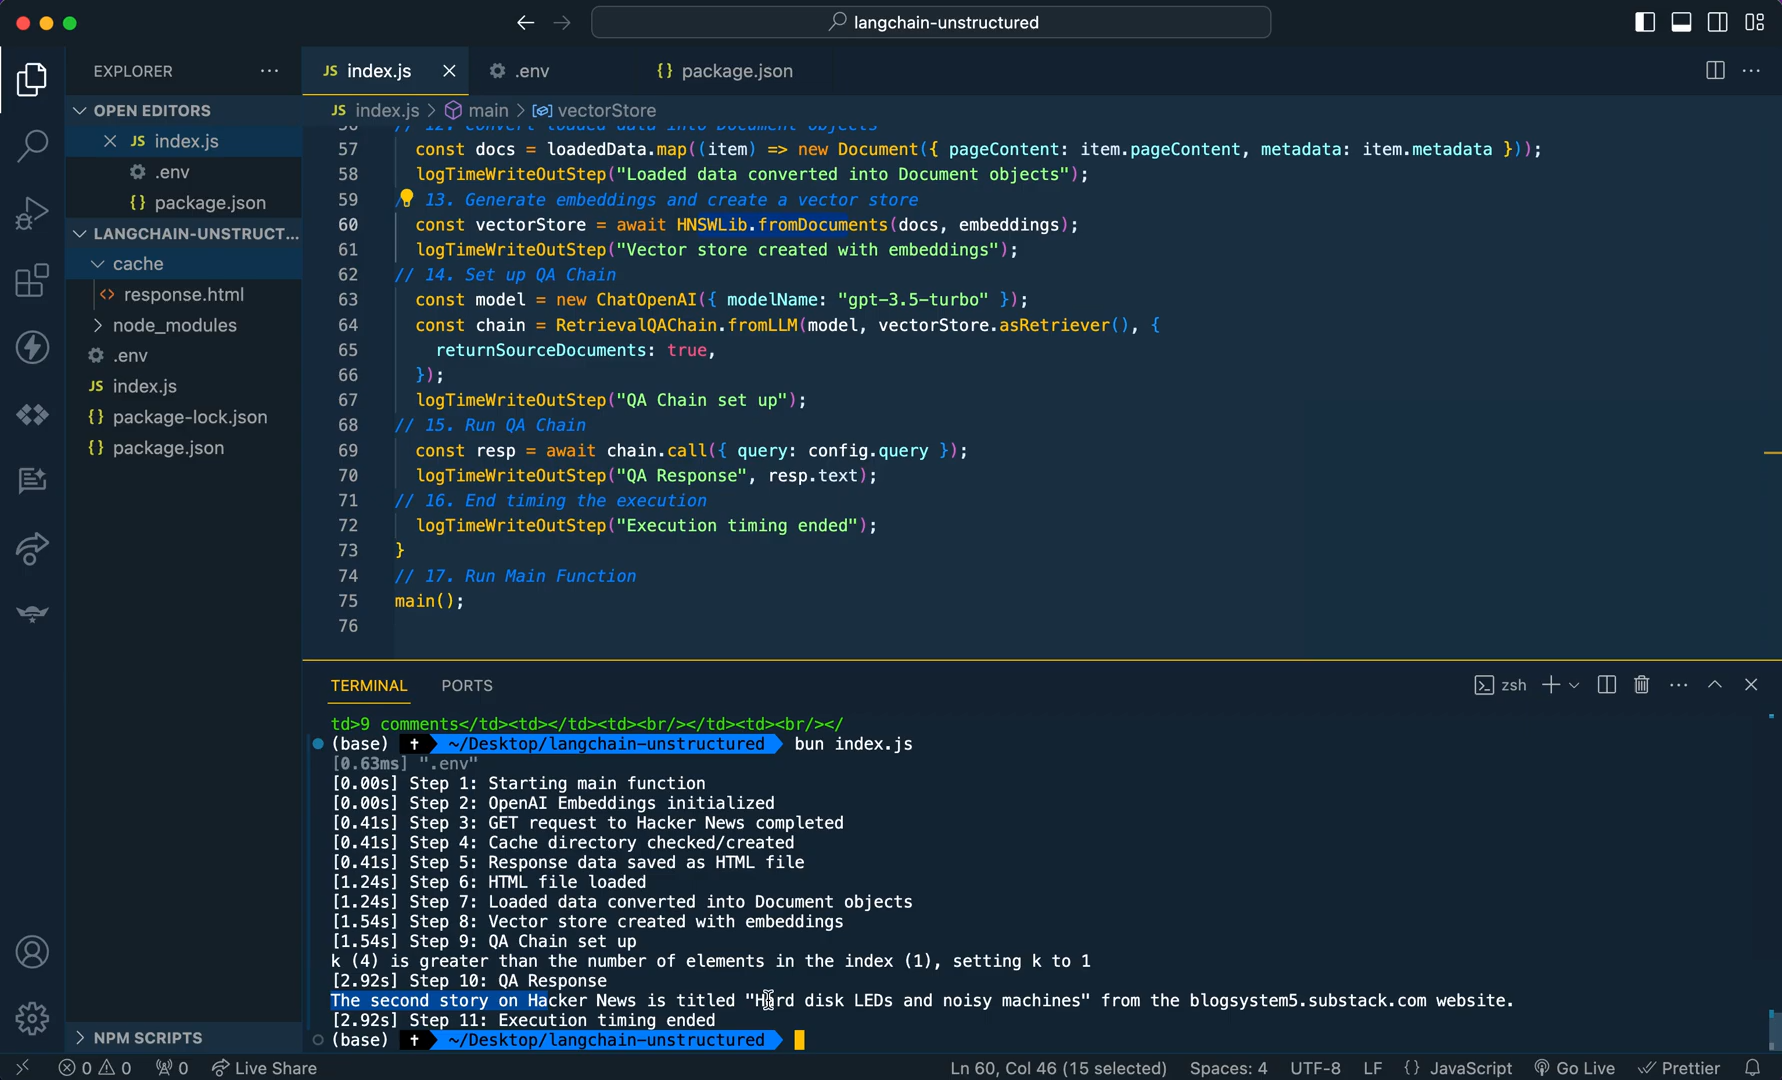 langchain-unstructured
EXPLORER
JS index.js
.env
{} package.json
OPEN EDITORS
JS index.js
.env
{} package.json
LANGCHAIN-UNSTRUCT...
cache
<> response.html
node_modules
.env
JS index.js
{} package-lock.json
{} package.json
NPM SCRIPTS
JS index.js > main > vectorStore
56 // 12. Convert loaded data into Document objects
57 const docs = loadedData.map((item) => new Document({ pageContent: item.pageContent, metadata: item.metadata }));
58 logTimeWriteOutStep("Loaded data converted into Document objects");
59 // 13. Generate embeddings and create a vector store
60 const vectorStore = await HNSWLib.fromDocuments(docs, embeddings);
61 logTimeWriteOutStep("Vector store created with embeddings");
62 // 14. Set up QA Chain
63 const model = new ChatOpenAI({ modelName: "gpt-3.5-turbo" });
64 const chain = RetrievalQAChain.fromLLM(model, vectorStore.asRetriever(), {
65 returnSourceDocuments: true,
66 });
67 logTimeWriteOutStep("QA Chain set up");
68 // 15. Run QA Chain
69 const resp = await chain.call({ query: config.query });
70 logTimeWriteOutStep("QA Response", resp.text);
71 // 16. End timing the execution
72 logTimeWriteOutStep("Execution timing ended");
73 }
74 // 17. Run Main Function
75 main();
76
TERMINAL PORTS
zsh
td>9 comments</td><td></td><td><br/></td><td><br/></
(base) ~/Desktop/langchain-unstructured bun index.js
[0.63ms] ".env"
[0.00s] Step 1: Starting main function
[0.00s] Step 2: OpenAI Embeddings initialized
[0.41s] Step 3: GET request to Hacker News completed
[0.41s] Step 4: Cache directory checked/created
[0.41s] Step 5: Response data saved as HTML file
[1.24s] Step 6: HTML file loaded
[1.24s] Step 7: Loaded data converted into Document objects
[1.54s] Step 8: Vector store created with embeddings
[1.54s] Step 9: QA Chain set up
k (4) is greater than the number of elements in the index (1), setting k to 1
[2.92s] Step 10: QA Response
The second story on Hacker News is titled "Hard disk LEDs and noisy machines" from the blogsystem5.substack.com website.
[2.92s] Step 11: Execution timing ended
(base) ~/Desktop/langchain-unstructured
0 0 0 Live Share
Ln 60, Col 46 (15 selected) Spaces: 4 UTF-8 LF {} JavaScript Go Live Prettier